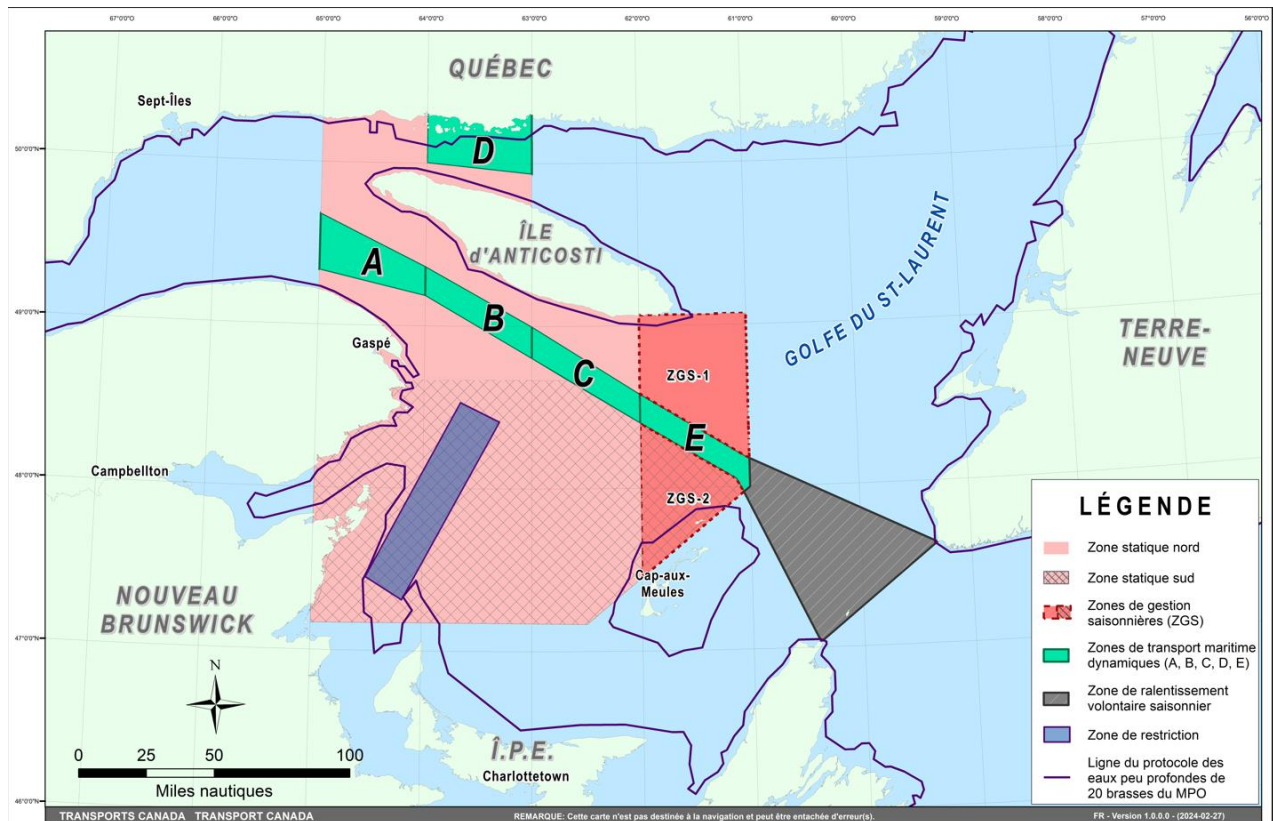 68°0'0"O
67°0'0"O
66°0'0"O
65°0'0"O
64°0'0"O
63°0'0"O
62°0'0"O
61°0'0"O
60°0'0"O
59°0'0"O
58°0'0"O
57°0'0"O
56°0'0"O
QUÉBEC
Sept-Îles
50°0'0"N
D
ÎLE
d'ANTICOSTI
A
B
C
E
49°0'0"N
Gaspé
ZGS-1
GOLFE DU ST-LAURENT
TERRE-
NEUVE
48°0'0"N
Campbellton
ZGS-2
Cap-aux-
Meules
NOUVEAU
BRUNSWICK
47°0'0"N
N
0 25 50 100
Milles nautiques
Î.P.E.
Charlottetown
46°0'0"N
LÉGENDE
Zone statique nord
Zone statique sud
Zones de gestion
saisonnières (ZGS)
Zones de transport maritime
dynamiques (A, B, C, D, E)
Zone de ralentissement
volontaire saisonnier
Zone de restriction
Ligne du protocole des
eaux peu profondes de
20 brasses du MPO
TRANSPORTS CANADA TRANSPORT CANADA
REMARQUE: Cette carte n'est pas destinée à la navigation et peut être entachée d'erreur(s).
FR - Version 1.0.0.0 - (2024-02-27)